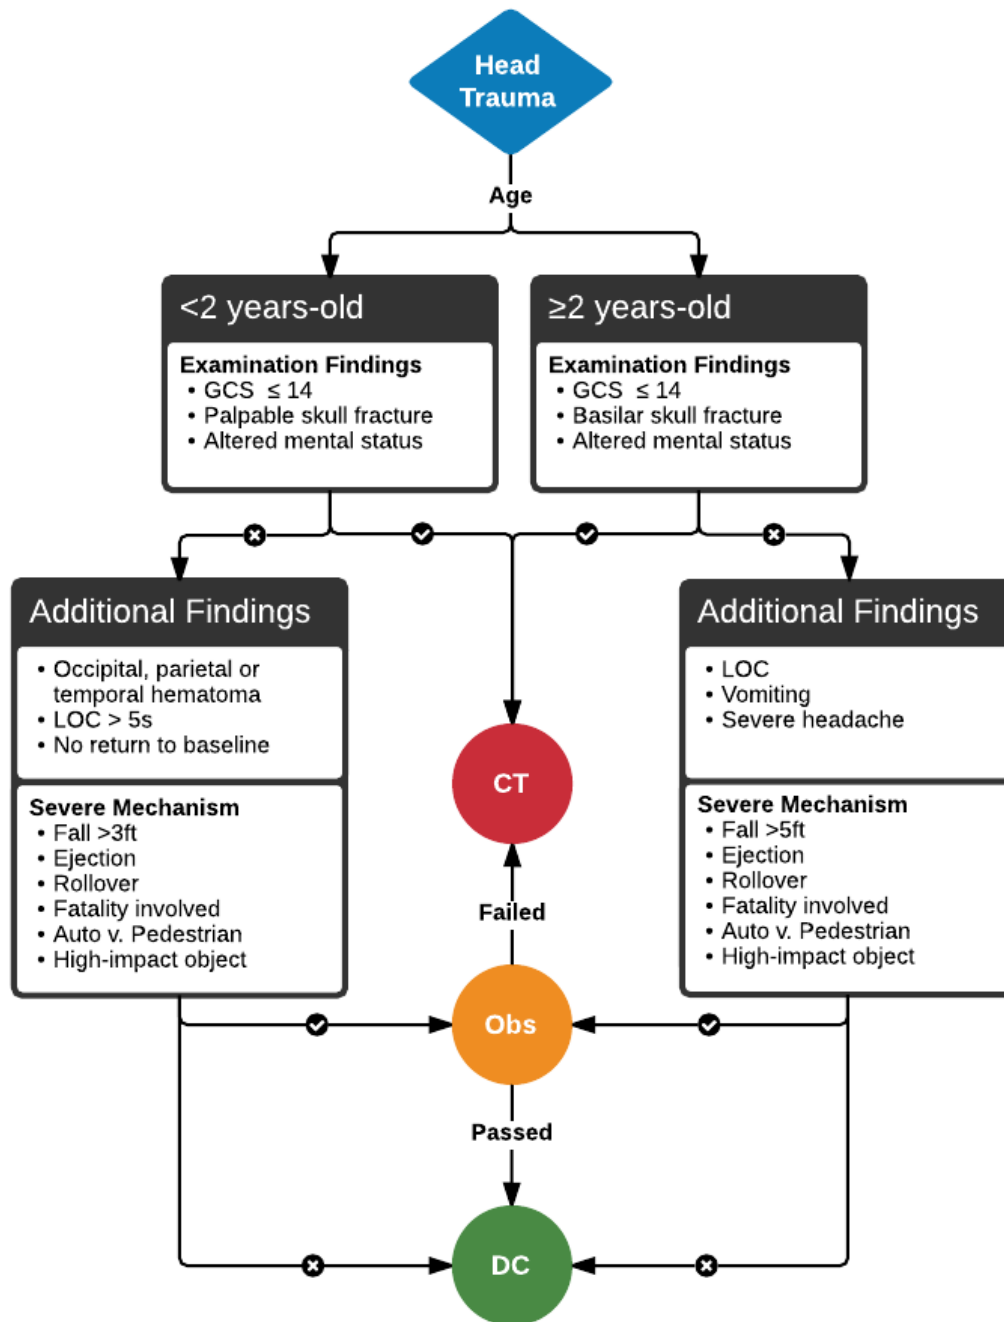 Head
Trauma
Age
<2 years-old
Examination Findings
• GCS ≤ 14
• Palpable skull fracture
• Altered mental status
≥2 years-old
Examination Findings
• GCS ≤ 14
• Basilar skull fracture
• Altered mental status
Additional Findings
• Occipital, parietal or
temporal hematoma
• LOC > 5s
• No return to baseline
Severe Mechanism
• Fall >3ft
• Ejection
• Rollover
• Fatality involved
• Auto v. Pedestrian
• High-impact object
Additional Findings
• LOC
• Vomiting
• Severe headache
Severe Mechanism
• Fall >5ft
• Ejection
• Rollover
• Fatality involved
• Auto v. Pedestrian
• High-impact object
CT
Failed
Obs
Passed
DC